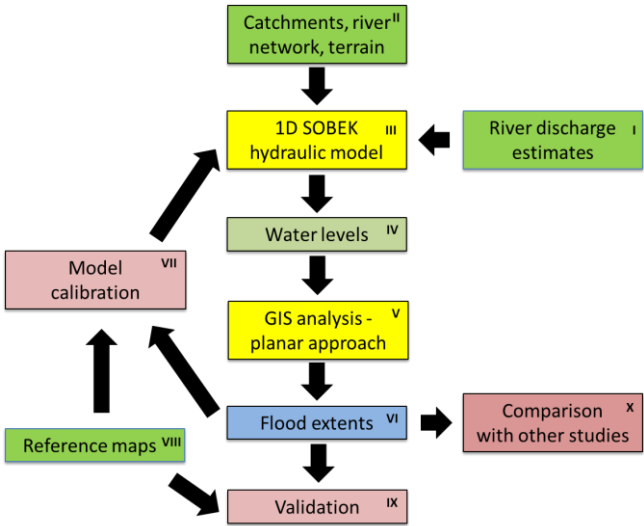 Catchments, river II
network, terrain
1D SOBEK III
hydraulic model
River discharge I
estimates
Water levels IV
Model VII
calibration
GIS analysis - V
planar approach
Flood extents VI
Comparison X
with other studies
Reference maps VIII
Validation IX